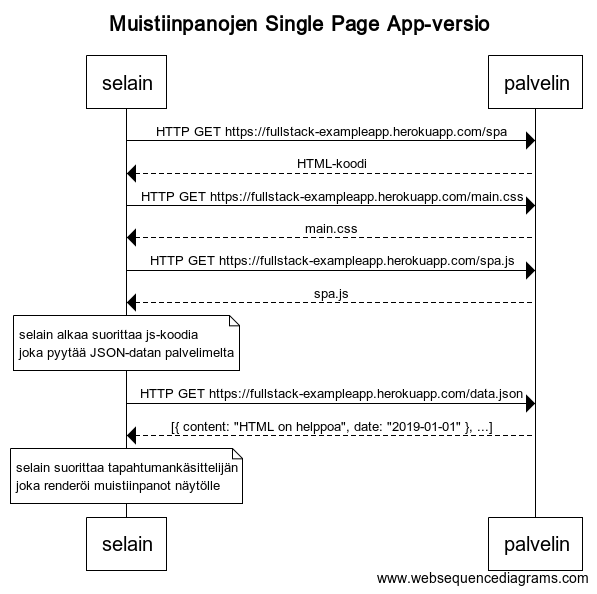 Muistiinpanojen Single Page App-versio
selain
palvelin
HTTP GET https://fullstack-exampleapp.herokuapp.com/spa
HTML-koodi
HTTP GET https://fullstack-exampleapp.herokuapp.com/main.css
main.css
HTTP GET https://fullstack-exampleapp.herokuapp.com/spa.js
spa.js
selain alkaa suorittaa js-koodia
joka pyytää JSON-datan palvelimelta
HTTP GET https://fullstack-exampleapp.herokuapp.com/data.json
[{ content: "HTML on helppoa", date: "2019-01-01" }, ...]
selain suorittaa tapahtumankäsittelijän
joka renderöi muistiinpanot näytölle
selain
palvelin
www.websequencediagrams.com